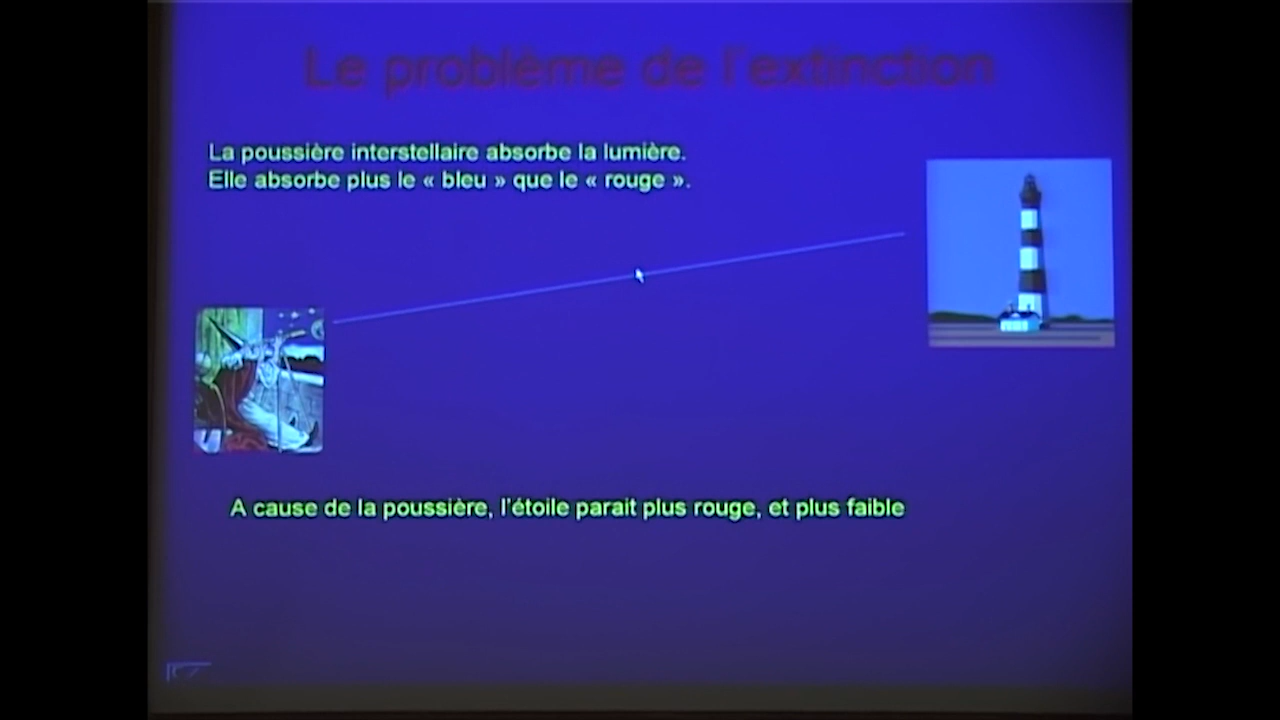 Le problème de l'extinction
La poussière interstellaire absorbe la lumière.
Elle absorbe plus le « bleu » que le « rouge ».
A cause de la poussière, l'étoile parait plus rouge, et plus faible